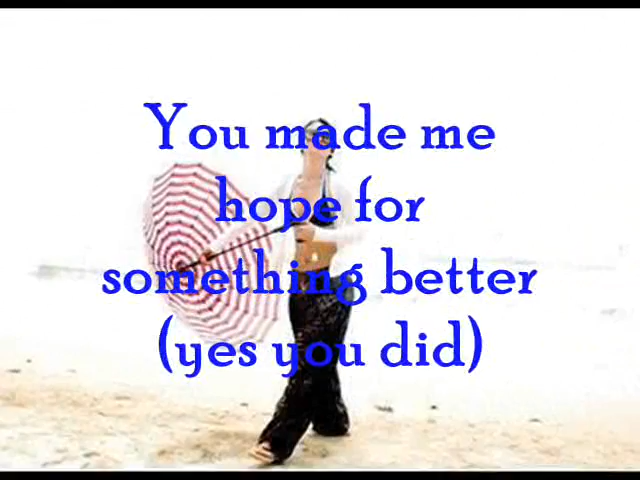 You made me
hope for
something better
(yes you did)